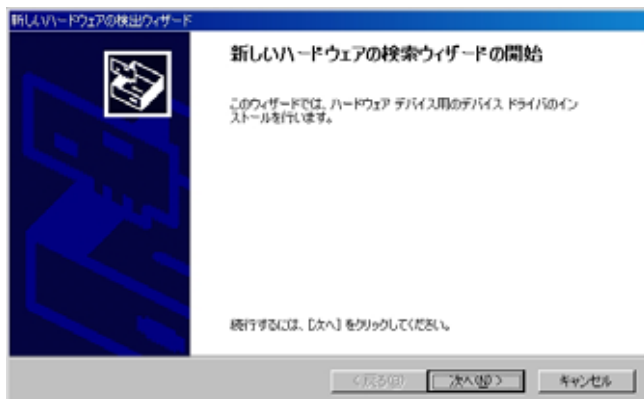 新しいハードウェアの検出ウィザード
新しいハードウェアの検索ウィザードの開始
このウィザードでは、ハードウェア デバイス用のデバイス ドライバのイン
ストールを行います。
続行するには、[次へ] をクリックしてください。
< 戻る(B)
次へ(N) >
キャンセル